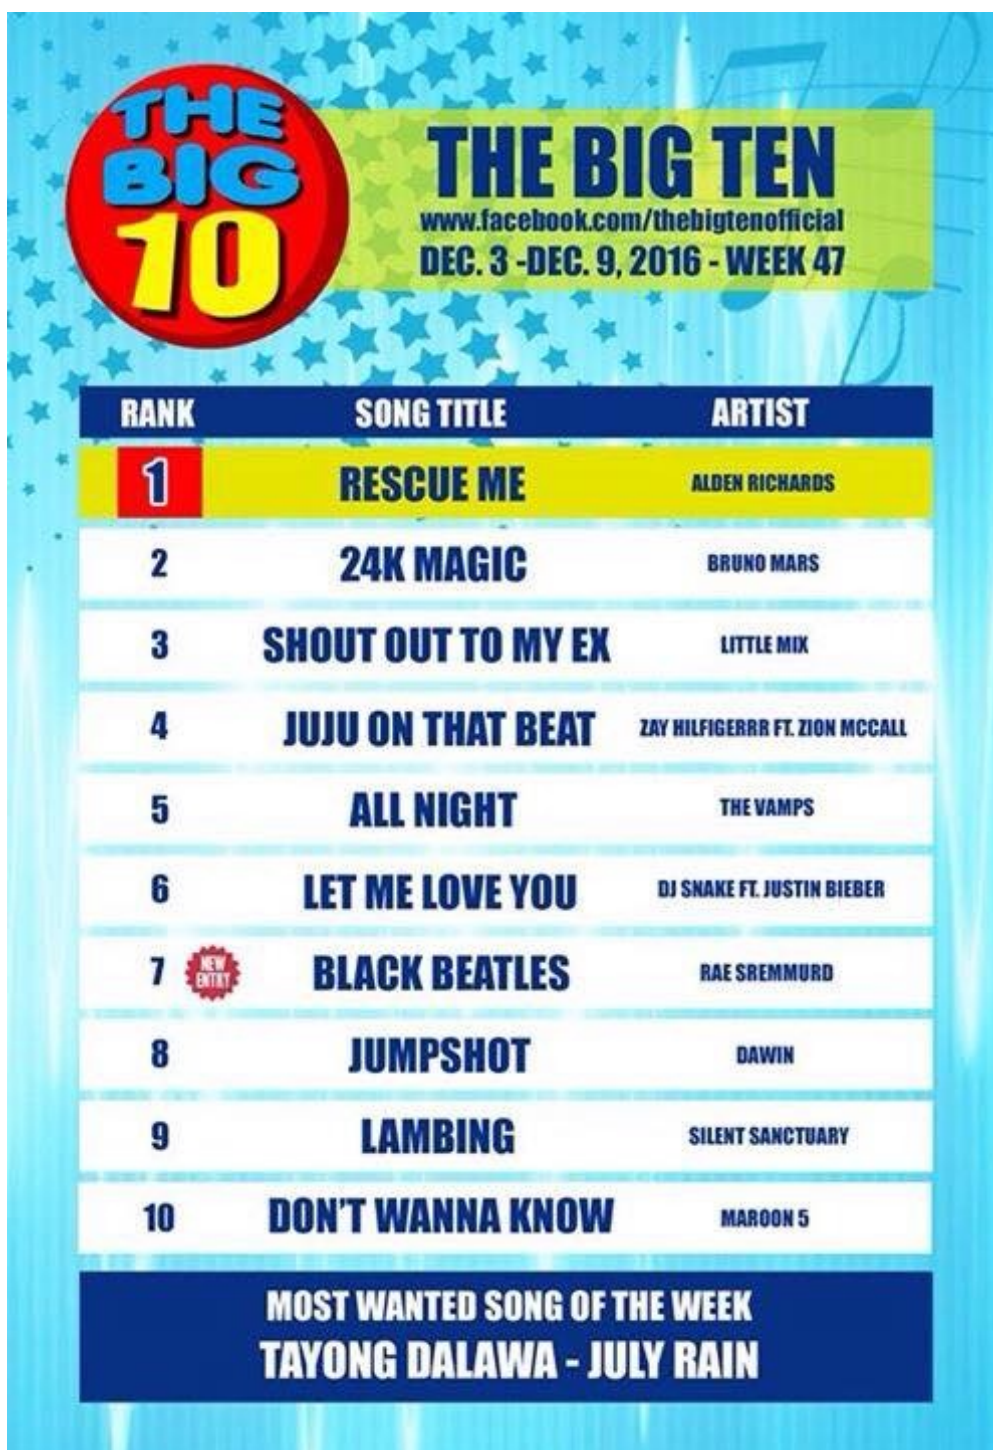 THE
BIG
10
THE BIG TEN
www.facebook.com/thebigtenofficial
DEC. 3 -DEC. 9, 2016 - WEEK 47
RANK SONG TITLE ARTIST
1 RESCUE ME ALDEN RICHARDS
2 24K MAGIC BRUNO MARS
3 SHOUT OUT TO MY EX LITTLE MIX
4 JUJU ON THAT BEAT ZAY HILFIGERRR FT. ZION MCCALL
5 ALL NIGHT THE VAMPS
6 LET ME LOVE YOU DJ SNAKE FT. JUSTIN BIEBER
7 NEW ENTRY BLACK BEATLES RAE SREMMURD
8 JUMPSHOT DAWIN
9 LAMBING SILENT SANCTUARY
10 DON'T WANNA KNOW MAROON 5
MOST WANTED SONG OF THE WEEK
TAYONG DALAWA - JULY RAIN